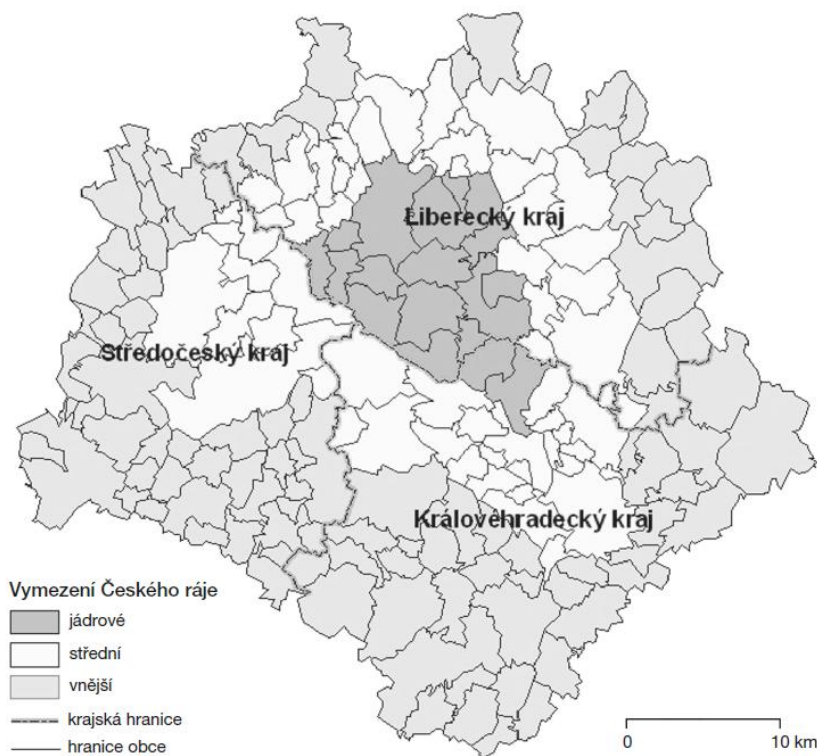 Liberecký kraj
Středočeský kraj
Královéhradecký kraj
Vymezení Českého ráje
jádrové
střední
vnější
krajská hranice
hranice obce
0 10 km